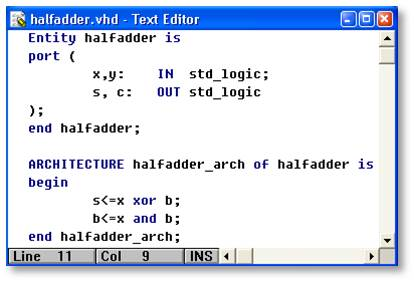 halfadder.vhd - Text Editor
Entity halfadder is
port (
x,y: IN std_logic;
s, c: OUT std_logic
);
end halfadder;
ARCHITECTURE halfadder_arch of halfadder is
begin
s<=x xor b;
b<=x and b;
end halfadder_arch;
Line 11 Col 9 INS